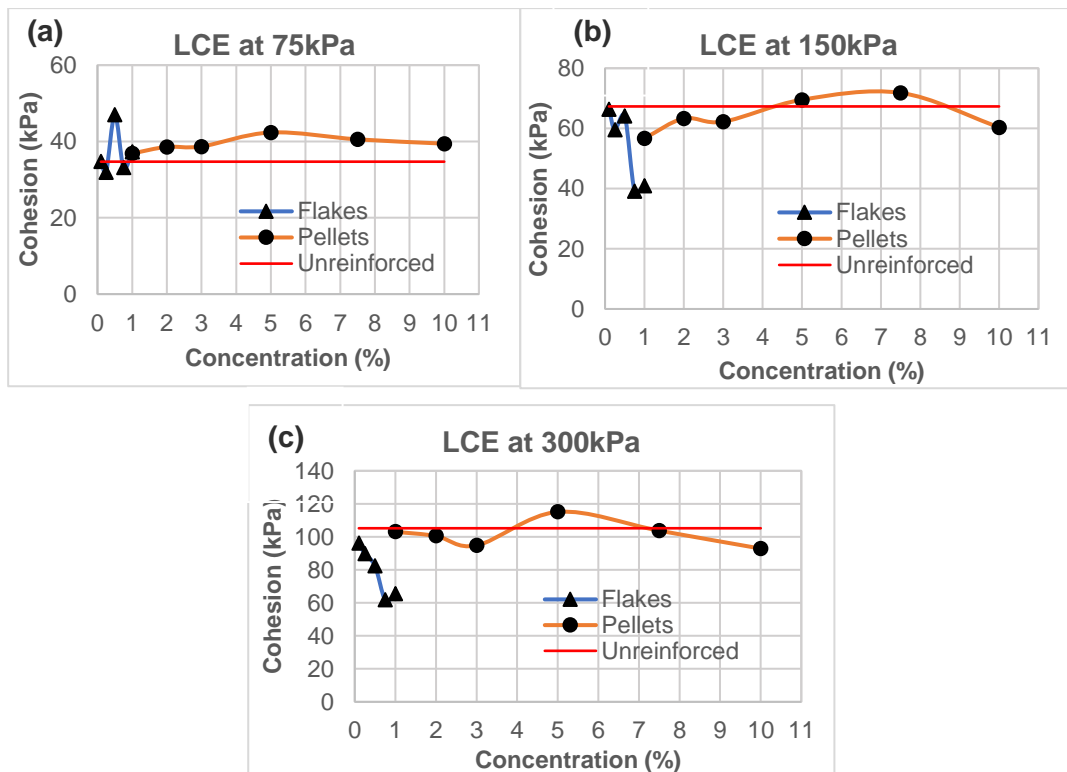 (a)
LCE at 75kPa
Cohesion (kPa)
60
40
20
0
Flakes
Pellets
Unreinforced
0 1 2 3 4 5 6 7 8 9 10 11
Concentration (%)
(b)
LCE at 150kPa
Cohesion (kPa)
80
60
40
20
0
Flakes
Pellets
Unreinforced
0 1 2 3 4 5 6 7 8 9 10 11
Concentration (%)
(c)
LCE at 300kPa
Cohesion (kPa)
140
120
100
80
60
40
20
0
Flakes
Pellets
Unreinforced
0 1 2 3 4 5 6 7 8 9 10 11
Concentration (%)